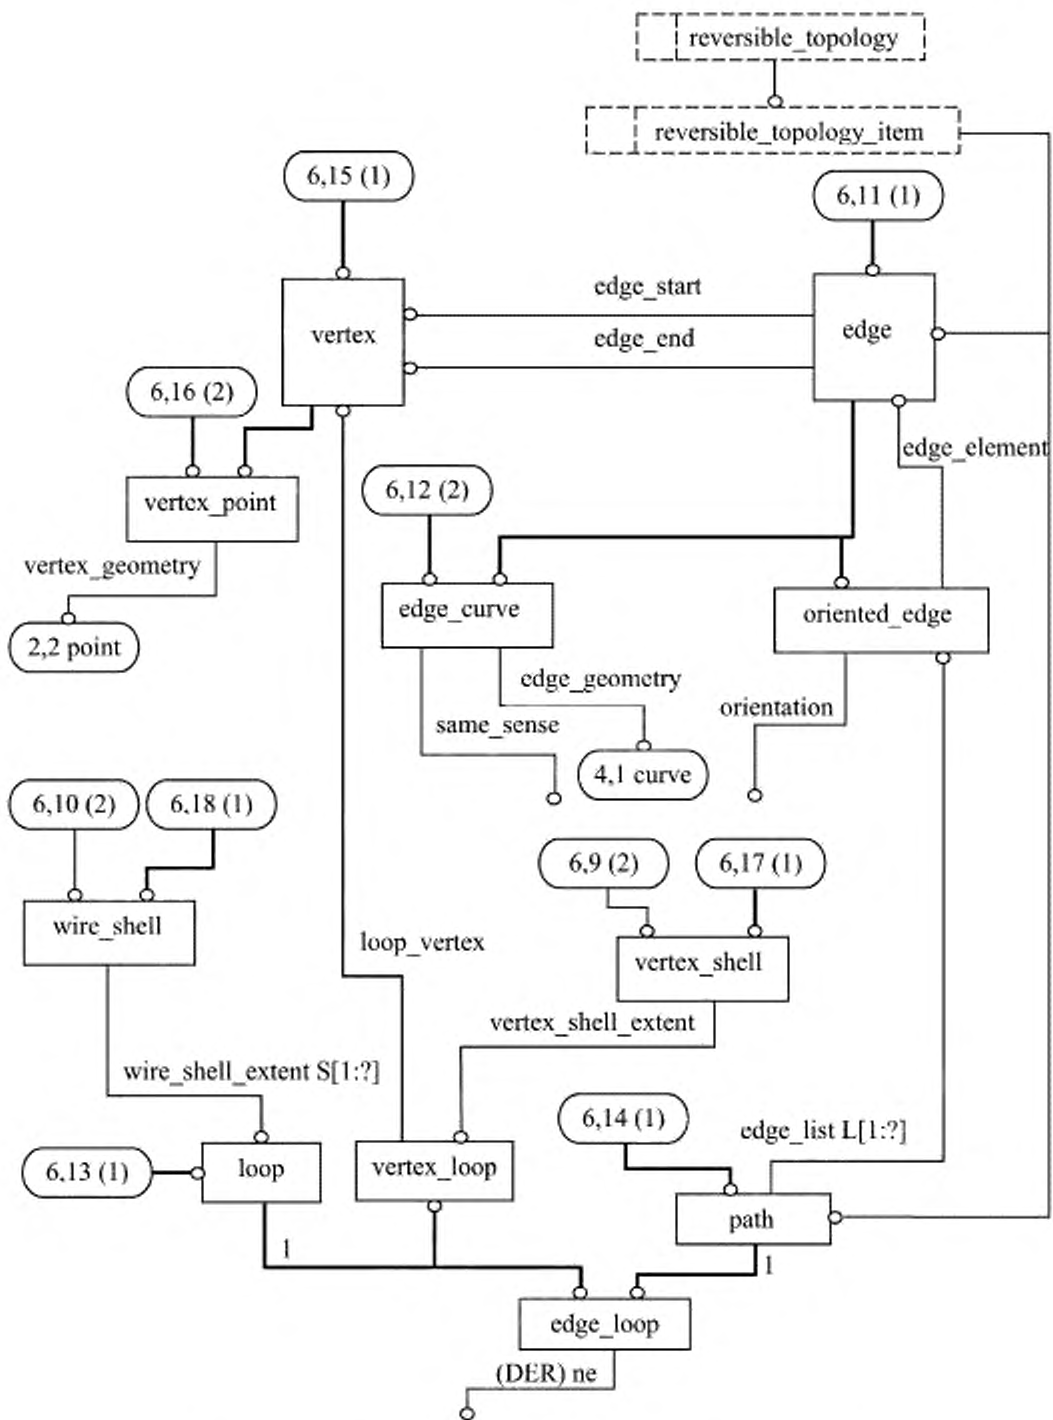 reversible_topology
reversible_topology_item
6,15 (1)
6,11 (1)
edge_start
vertex
edge
edge_end
6,16 (2)
edge_element
6,12 (2)
vertex_point
vertex_geometry
edge_curve
oriented_edge
2,2 point
edge_geometry
orientation
same_sense
4,1 curve
6,10 (2)
6,18 (1)
6,9 (2)
6,17 (1)
wire_shell
loop_vertex
vertex_shell
vertex_shell_extent
wire_shell_extent S[1:?]
6,14 (1)
edge_list L[1:?]
6,13 (1)
loop
vertex_loop
path
1
1
edge_loop
(DER) ne